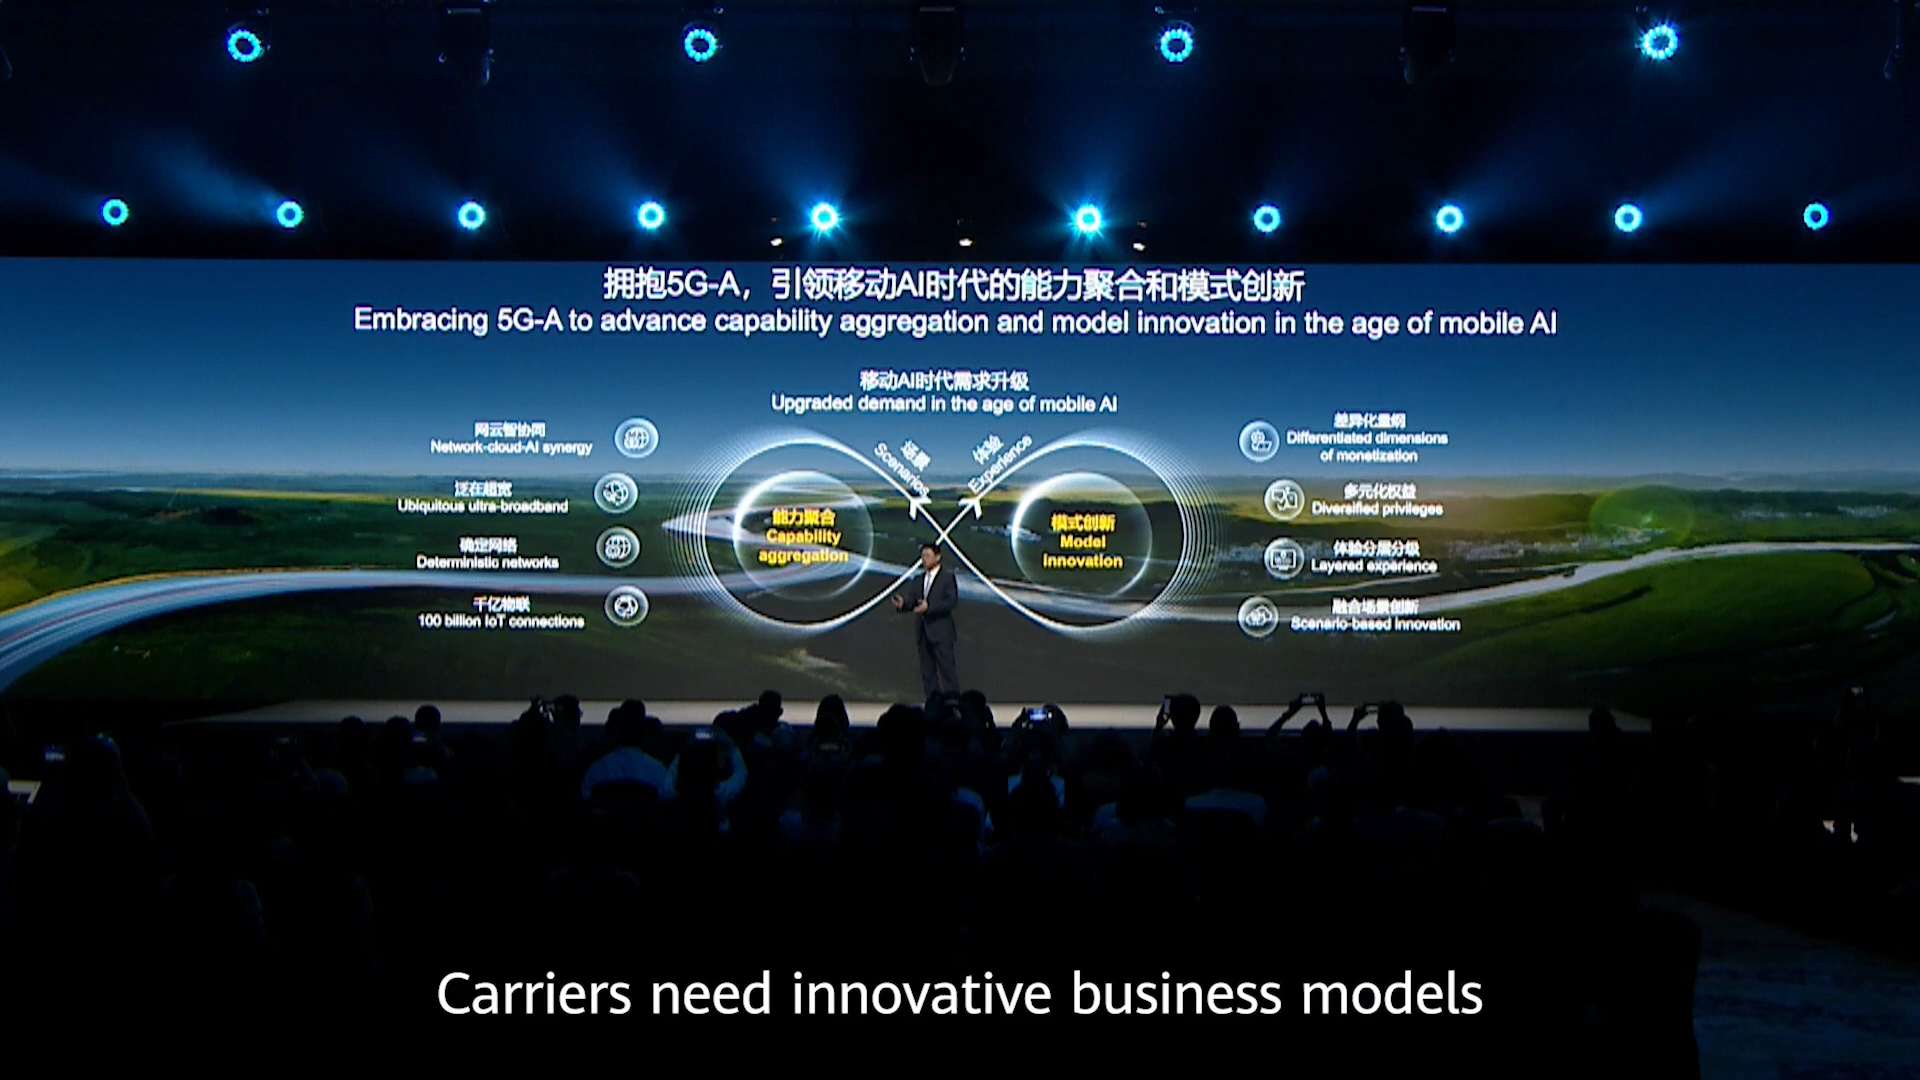 拥抱5G-A，引领移动AI时代的能力聚合和模式创新
Embracing 5G-A to advance capability aggregation and model innovation in the age of mobile AI
移动AI时代需求升级
Upgraded demand in the age of mobile AI
场景
Scenarios
体验
Experience
网云智协同
Network-cloud-AI synergy
泛在超宽
Ubiquitous ultra-broadband
确定网络
Deterministic networks
千亿物联
100 billion IoT connections
能力聚合
Capability
aggregation
模式创新
Model
innovation
差异化量纲
Differentiated dimensions
of monetization
多元化权益
Diversified privileges
体验分层分级
Layered experience
融合场景创新
Scenario-based innovation
Carriers need innovative business models